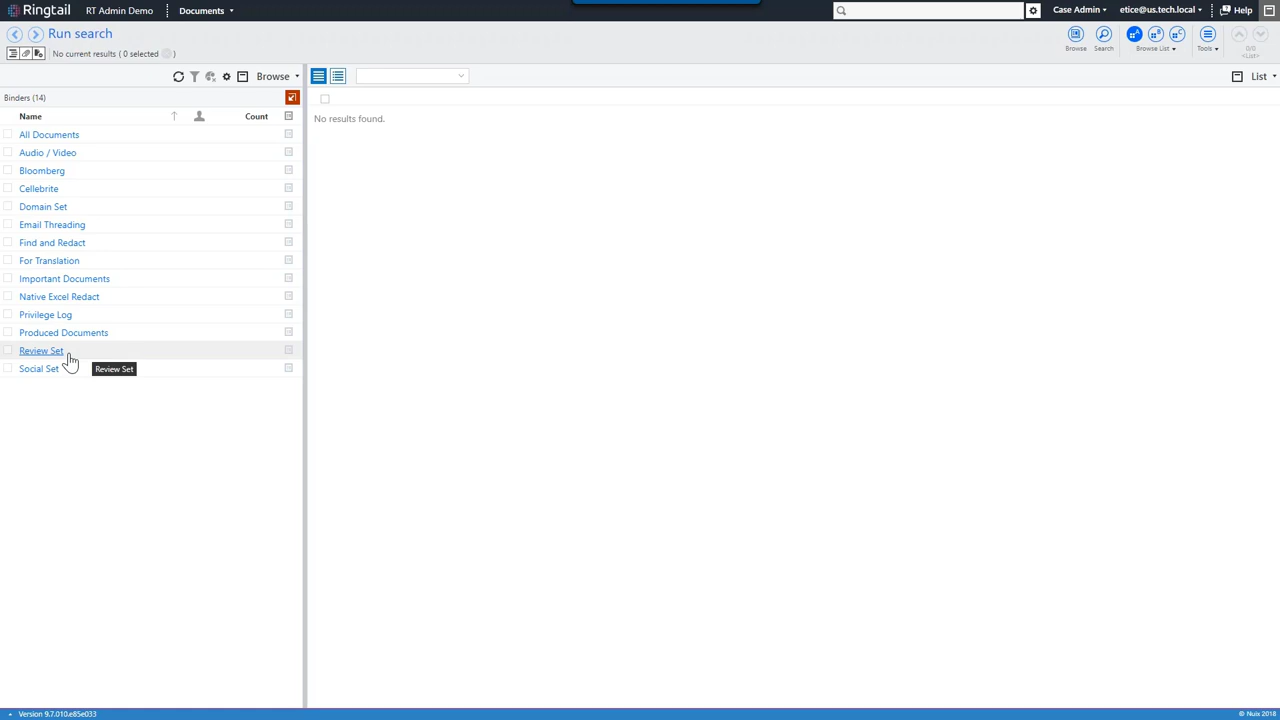 Ringtail RT Admin Demo Documents Case Admin etice@us.tech.local Help
Run search
No current results ( 0 selected )
Browse Search Browse List Tools 0/0
<List>
Browse List
Binders (14)
Name Count
All Documents
No results found.
Audio / Video
Bloomberg
Cellebrite
Domain Set
Email Threading
Find and Redact
For Translation
Important Documents
Native Excel Redact
Privilege Log
Produced Documents
Review Set
Social Set
Review Set
Version 9.7.010.e85e033 © Nuix 2018